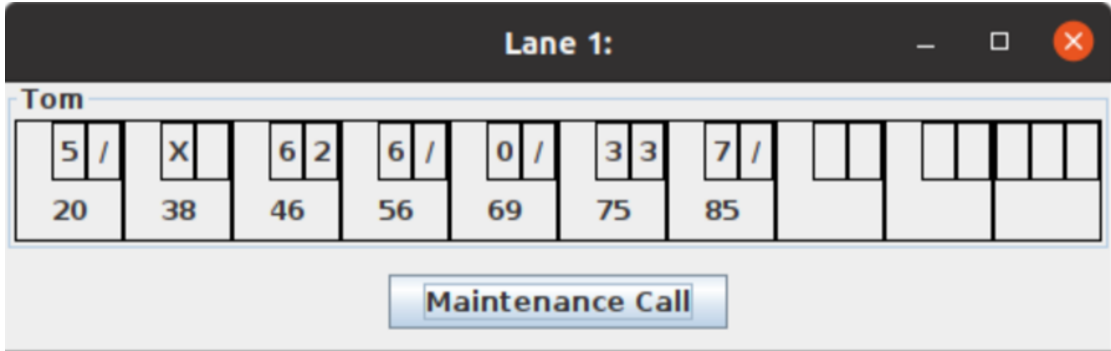 Lane 1:
Tom
5 / X 6 2 6 / 0 / 3 3 7 /
20 38 46 56 69 75 85
Maintenance Call